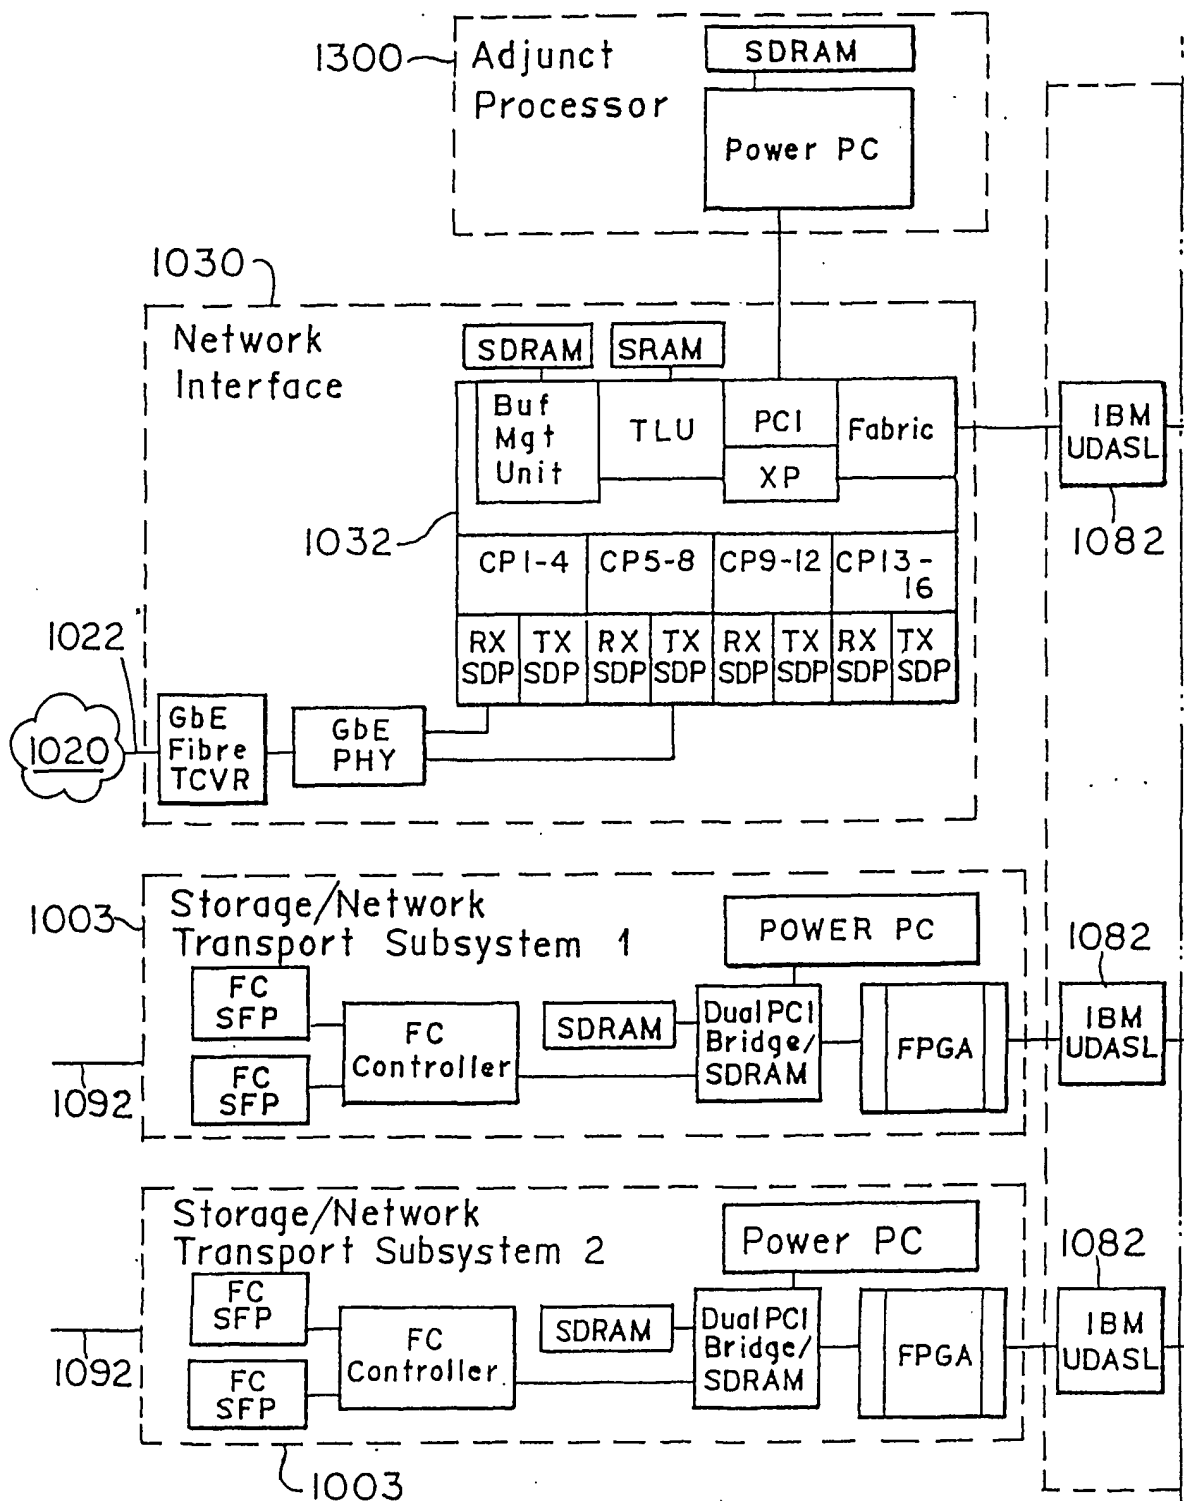 1300
Adjunct
Processor
SDRAM
Power PC
1030
Network
Interface
SDRAM
SRAM
Buf
Mgt
Unit
TLU
PCI
XP
Fabric
IBM
UDASL
1082
1032
CP1-4
CP5-8
CP9-12
CP13-
16
RX
SDP
TX
SDP
RX
SDP
TX
SDP
RX
SDP
TX
SDP
RX
SDP
TX
SDP
1022
1020
GbE
Fibre
TCVR
GbE
PHY
1003
Storage/Network
Transport Subsystem 1
POWER PC
1082
FC
SFP
FC
SFP
FC
Controller
SDRAM
Dual PCI
Bridge/
SDRAM
FPGA
IBM
UDASL
1092
Storage/Network
Transport Subsystem 2
Power PC
1082
FC
SFP
FC
SFP
FC
Controller
SDRAM
Dual PCI
Bridge/
SDRAM
FPGA
IBM
UDASL
1092
1003